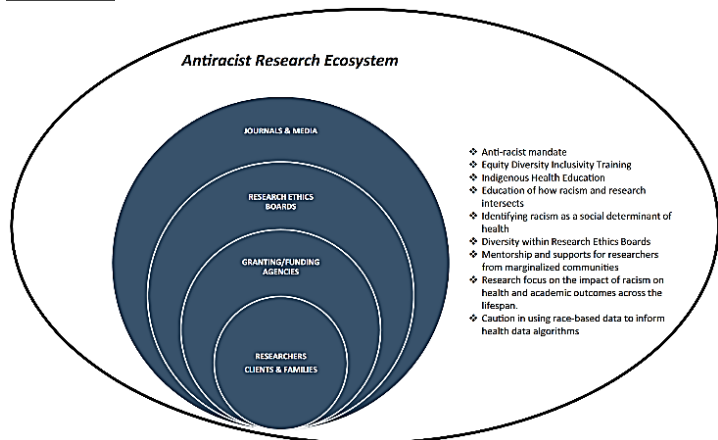 Antiracist Research Ecosystem
JOURNALS & MEDIA
RESEARCH ETHICS
BOARDS
GRANTING/FUNDING
AGENCIES
RESEARCHERS
CLIENTS & FAMILIES
❖ Anti-racist mandate
❖ Equity Diversity Inclusivity Training
❖ Indigenous Health Education
❖ Education of how racism and research
intersects
❖ Identifying racism as a social determinant of
health
❖ Diversity within Research Ethics Boards
❖ Mentorship and supports for researchers
from marginalized communities
❖ Research focus on the impact of racism on
health and academic outcomes across the
lifespan.
❖ Caution in using race-based data to inform
health data algorithms